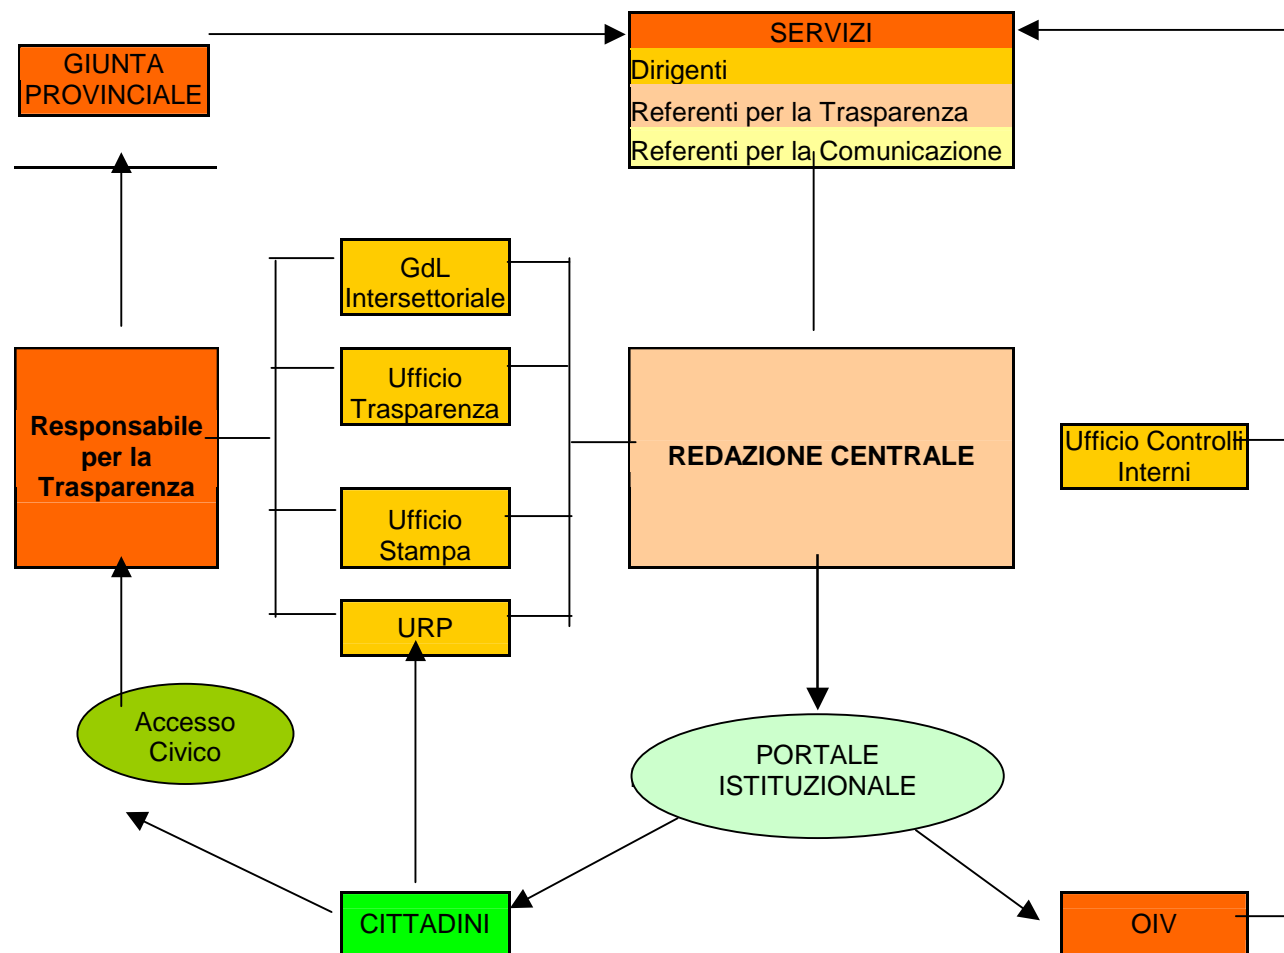 SERVIZI
Dirigenti
Referenti per la Trasparenza
Referenti per la Comunicazione
GIUNTA
PROVINCIALE
GdL
Intersettoriale
Ufficio
Trasparenza
Ufficio
Stampa
URP
Responsabile
per la
Trasparenza
REDAZIONE CENTRALE
Ufficio Controlli
Interni
Accesso
Civico
PORTALE
ISTITUZIONALE
CITTADINI
OIV